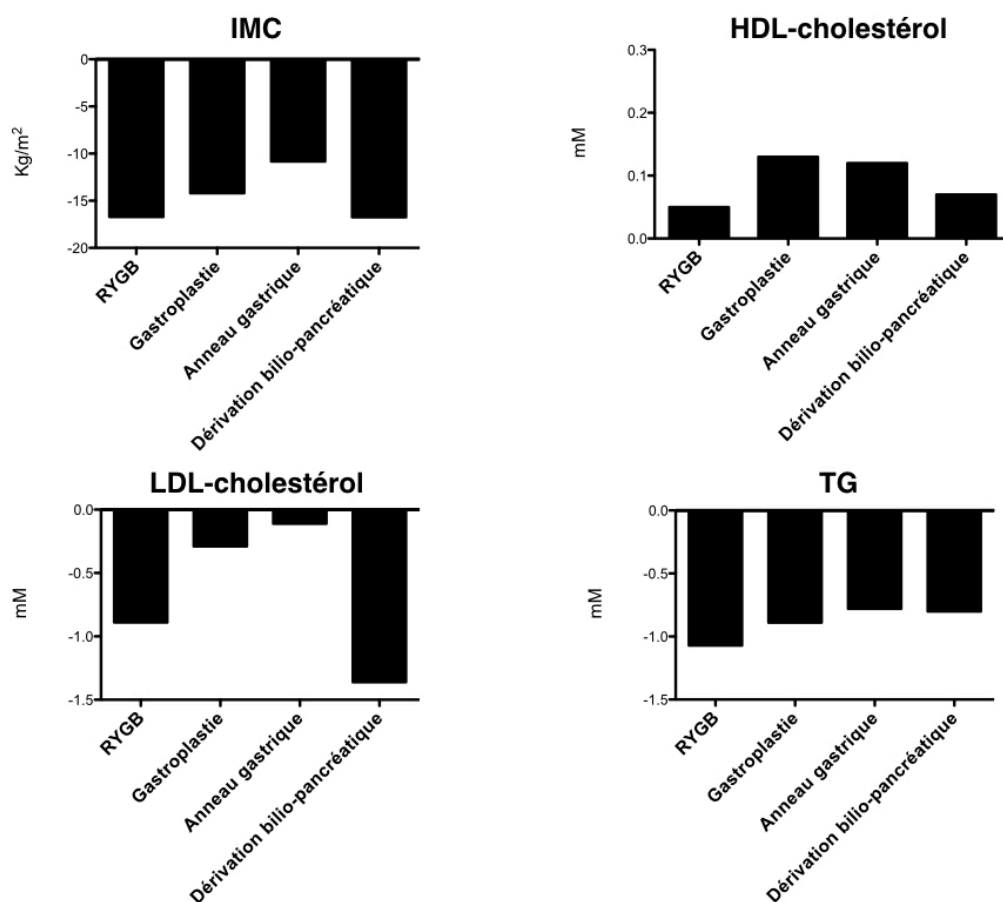 IMC
Kg/m²
0
-5
-10
-15
-20
RYGB
Gastroplastie
Anneau gastrique
Dérivation bilio-pancréatique
HDL-cholestérol
mM
0.3
0.2
0.1
0.0
RYGB
Gastroplastie
Anneau gastrique
Dérivation bilio-pancréatique
LDL-cholestérol
mM
0.0
-0.5
-1.0
-1.5
RYGB
Gastroplastie
Anneau gastrique
Dérivation bilio-pancréatique
TG
mM
0.0
-0.5
-1.0
-1.5
RYGB
Gastroplastie
Anneau gastrique
Dérivation bilio-pancréatique